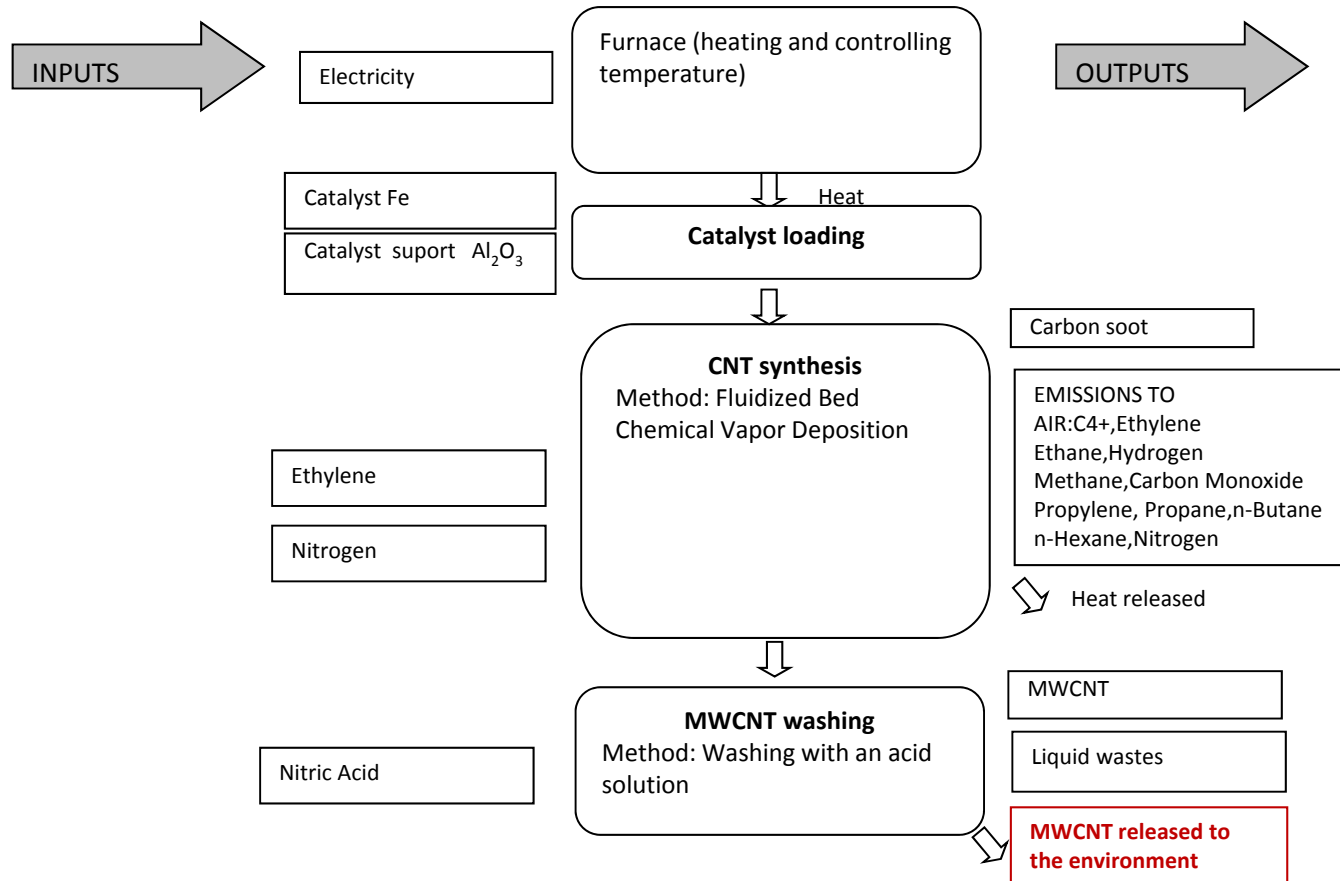 INPUTS
Electricity
Furnace (heating and controlling
temperature)
OUTPUTS
Catalyst Fe
Heat
Catalyst suport Al₂O₃
Catalyst loading
Carbon soot
CNT synthesis
Method: Fluidized Bed
Chemical Vapor Deposition
EMISSIONS TO
AIR:C4+,Ethylene
Ethane,Hydrogen
Methane,Carbon Monoxide
Propylene, Propane,n-Butane
n-Hexane,Nitrogen
Ethylene
Nitrogen
Heat released
MWCNT washing
Method: Washing with an acid
solution
MWCNT
Nitric Acid
Liquid wastes
MWCNT released to
the environment